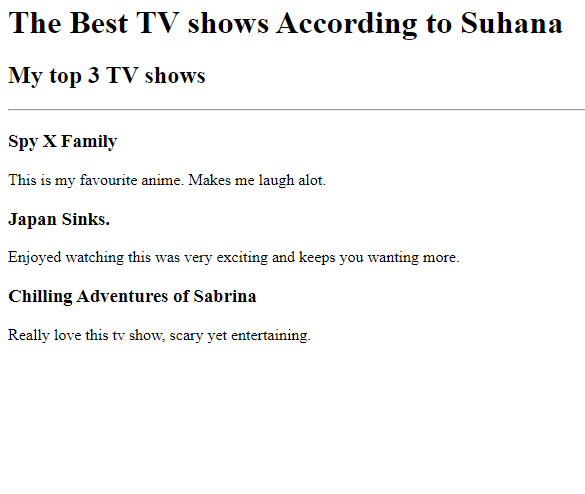 The Best TV shows According to Suhana
My top 3 TV shows
Spy X Family
This is my favourite anime. Makes me laugh alot.
Japan Sinks.
Enjoyed watching this was very exciting and keeps you wanting more.
Chilling Adventures of Sabrina
Really love this tv show, scary yet entertaining.